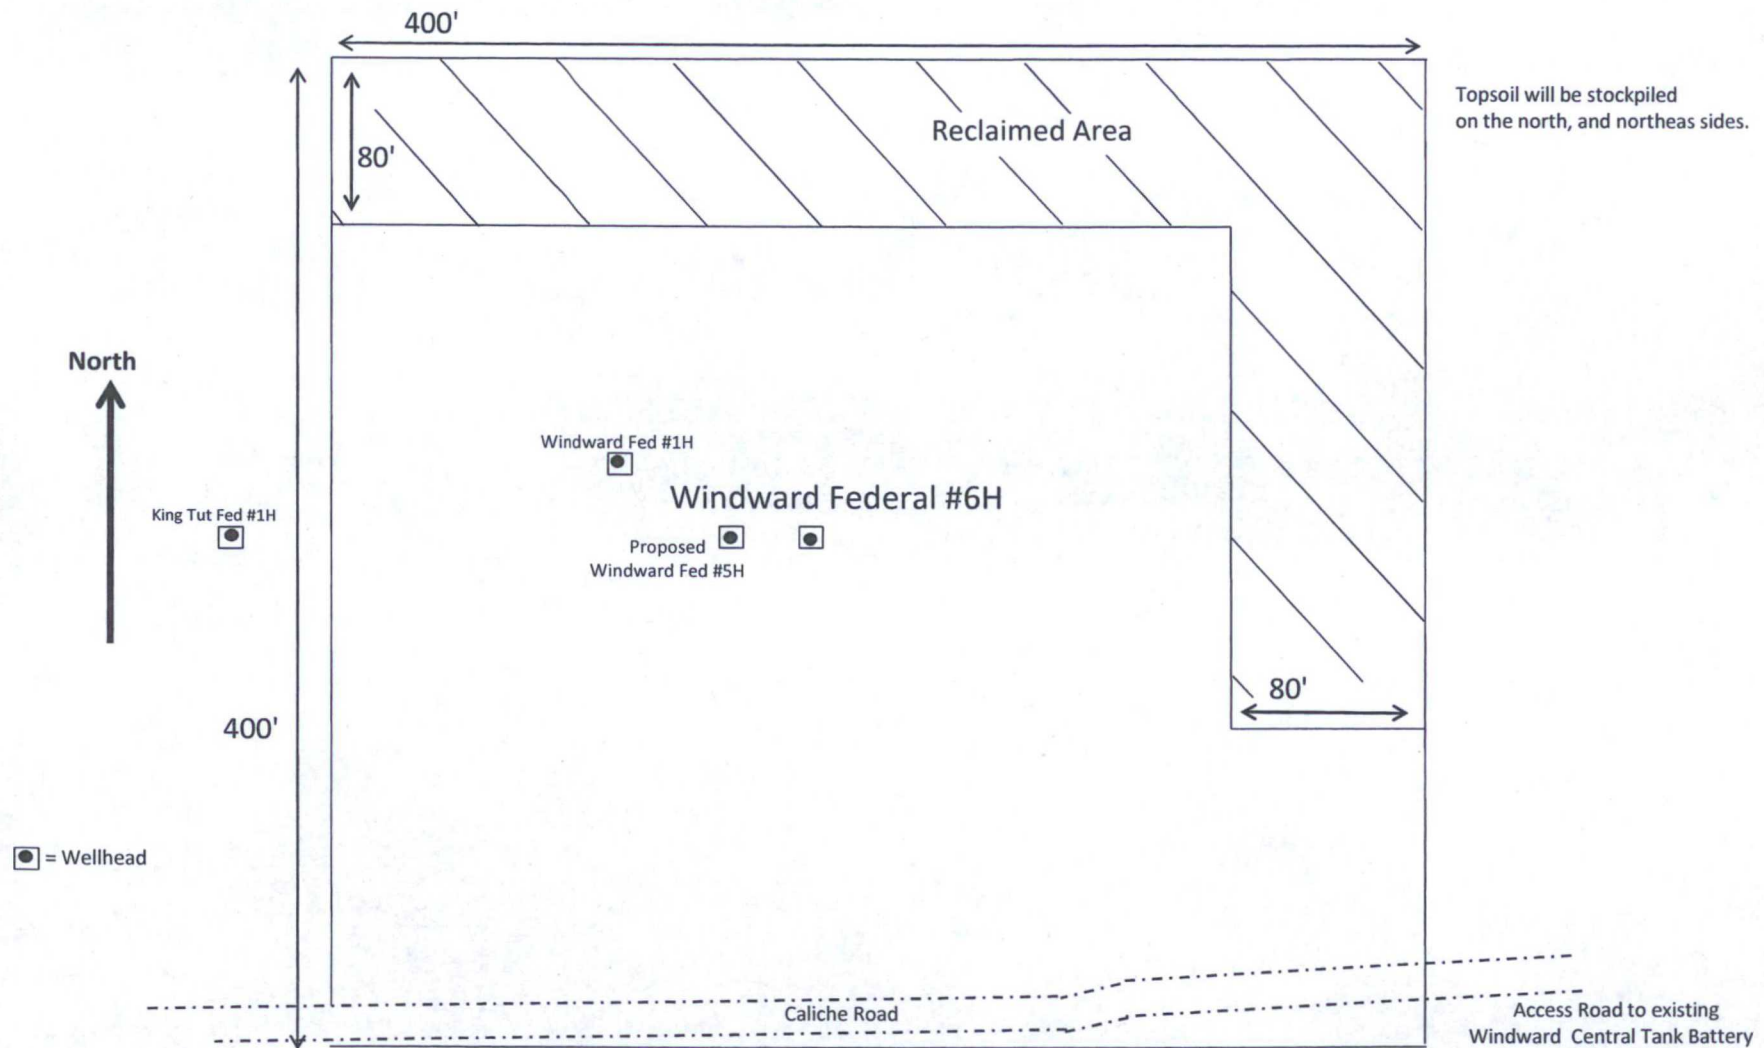 400'
Topsoil will be stockpiled
on the north, and northeas sides.
Reclaimed Area
80'
North
Windward Fed #1H
Windward Federal #6H
King Tut Fed #1H
Proposed
Windward Fed #5H
80'
400'
= Wellhead
Caliche Road
Access Road to existing
Windward Central Tank Battery